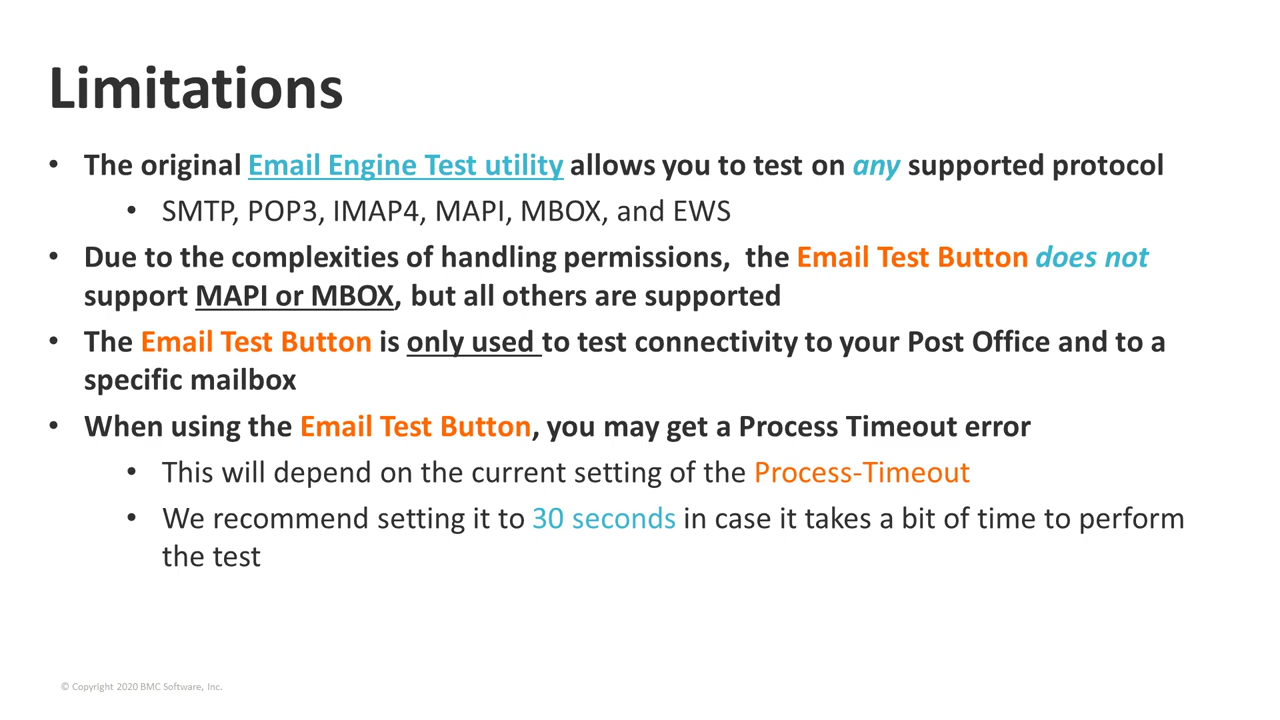 Limitations
• The original Email Engine Test utility allows you to test on any supported protocol
• SMTP, POP3, IMAP4, MAPI, MBOX, and EWS
• Due to the complexities of handling permissions,  the Email Test Button does not
support MAPI or MBOX, but all others are supported
• The Email Test Button is only used to test connectivity to your Post Office and to a
specific mailbox
• When using the Email Test Button, you may get a Process Timeout error
• This will depend on the current setting of the Process-Timeout
• We recommend setting it to 30 seconds in case it takes a bit of time to perform
the test
© Copyright 2020 BMC Software, Inc.